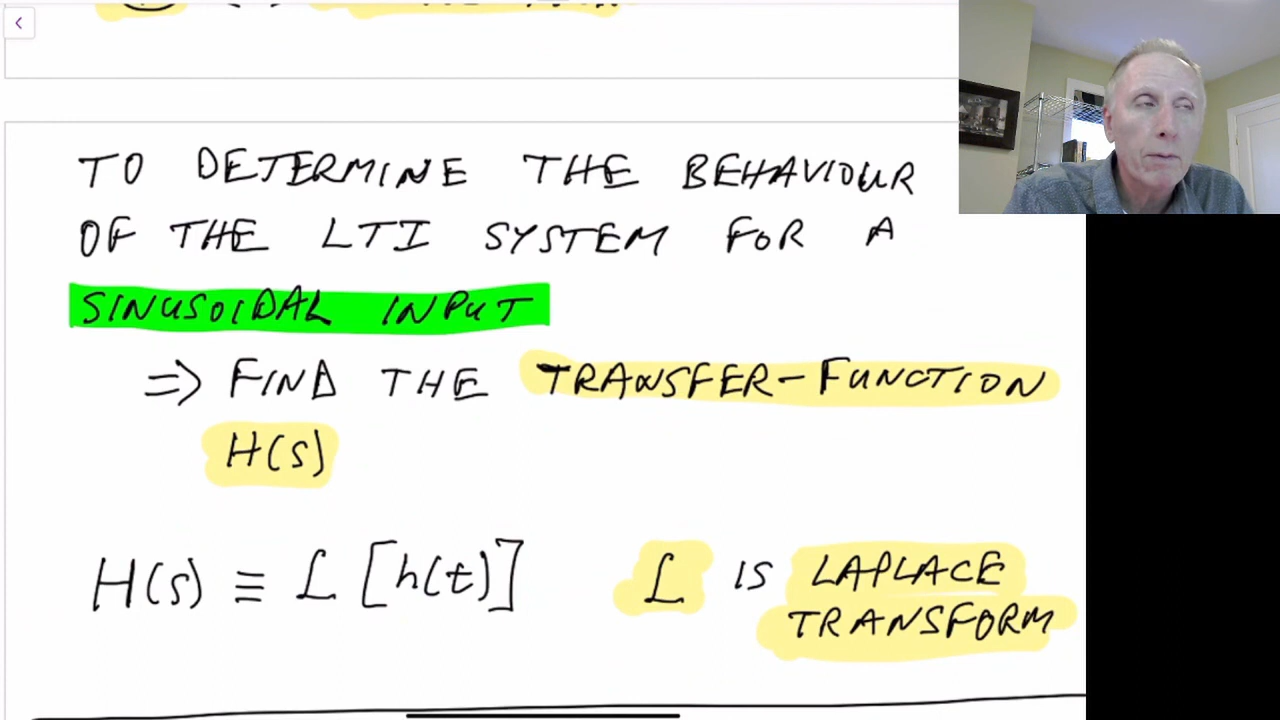 TO DETERMINE THE BEHAVIOUR
OF THE LTI SYSTEM FOR A
SINUSOIDAL INPUT
=> FIND THE TRANSFER-FUNCTION
H(s)
H(s) ≡ ℒ [h(t)] ℒ IS LAPLACE
TRANSFORM